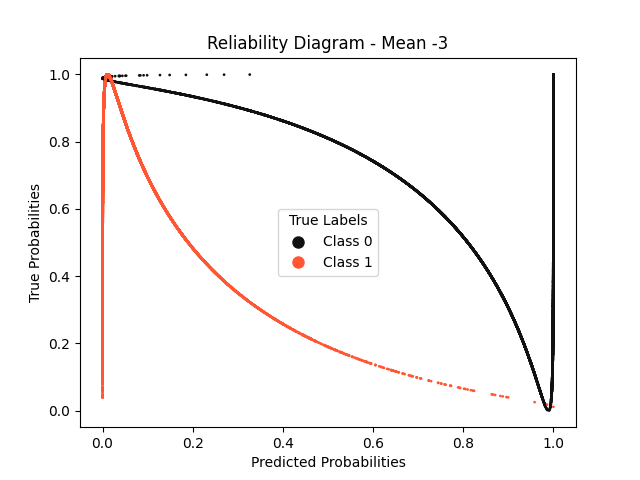 Reliability Diagram - Mean -3
True Probabilities
1.0
0.8
0.6
0.4
0.2
0.0
True Labels
Class 0
Class 1
0.0 0.2 0.4 0.6 0.8 1.0
Predicted Probabilities